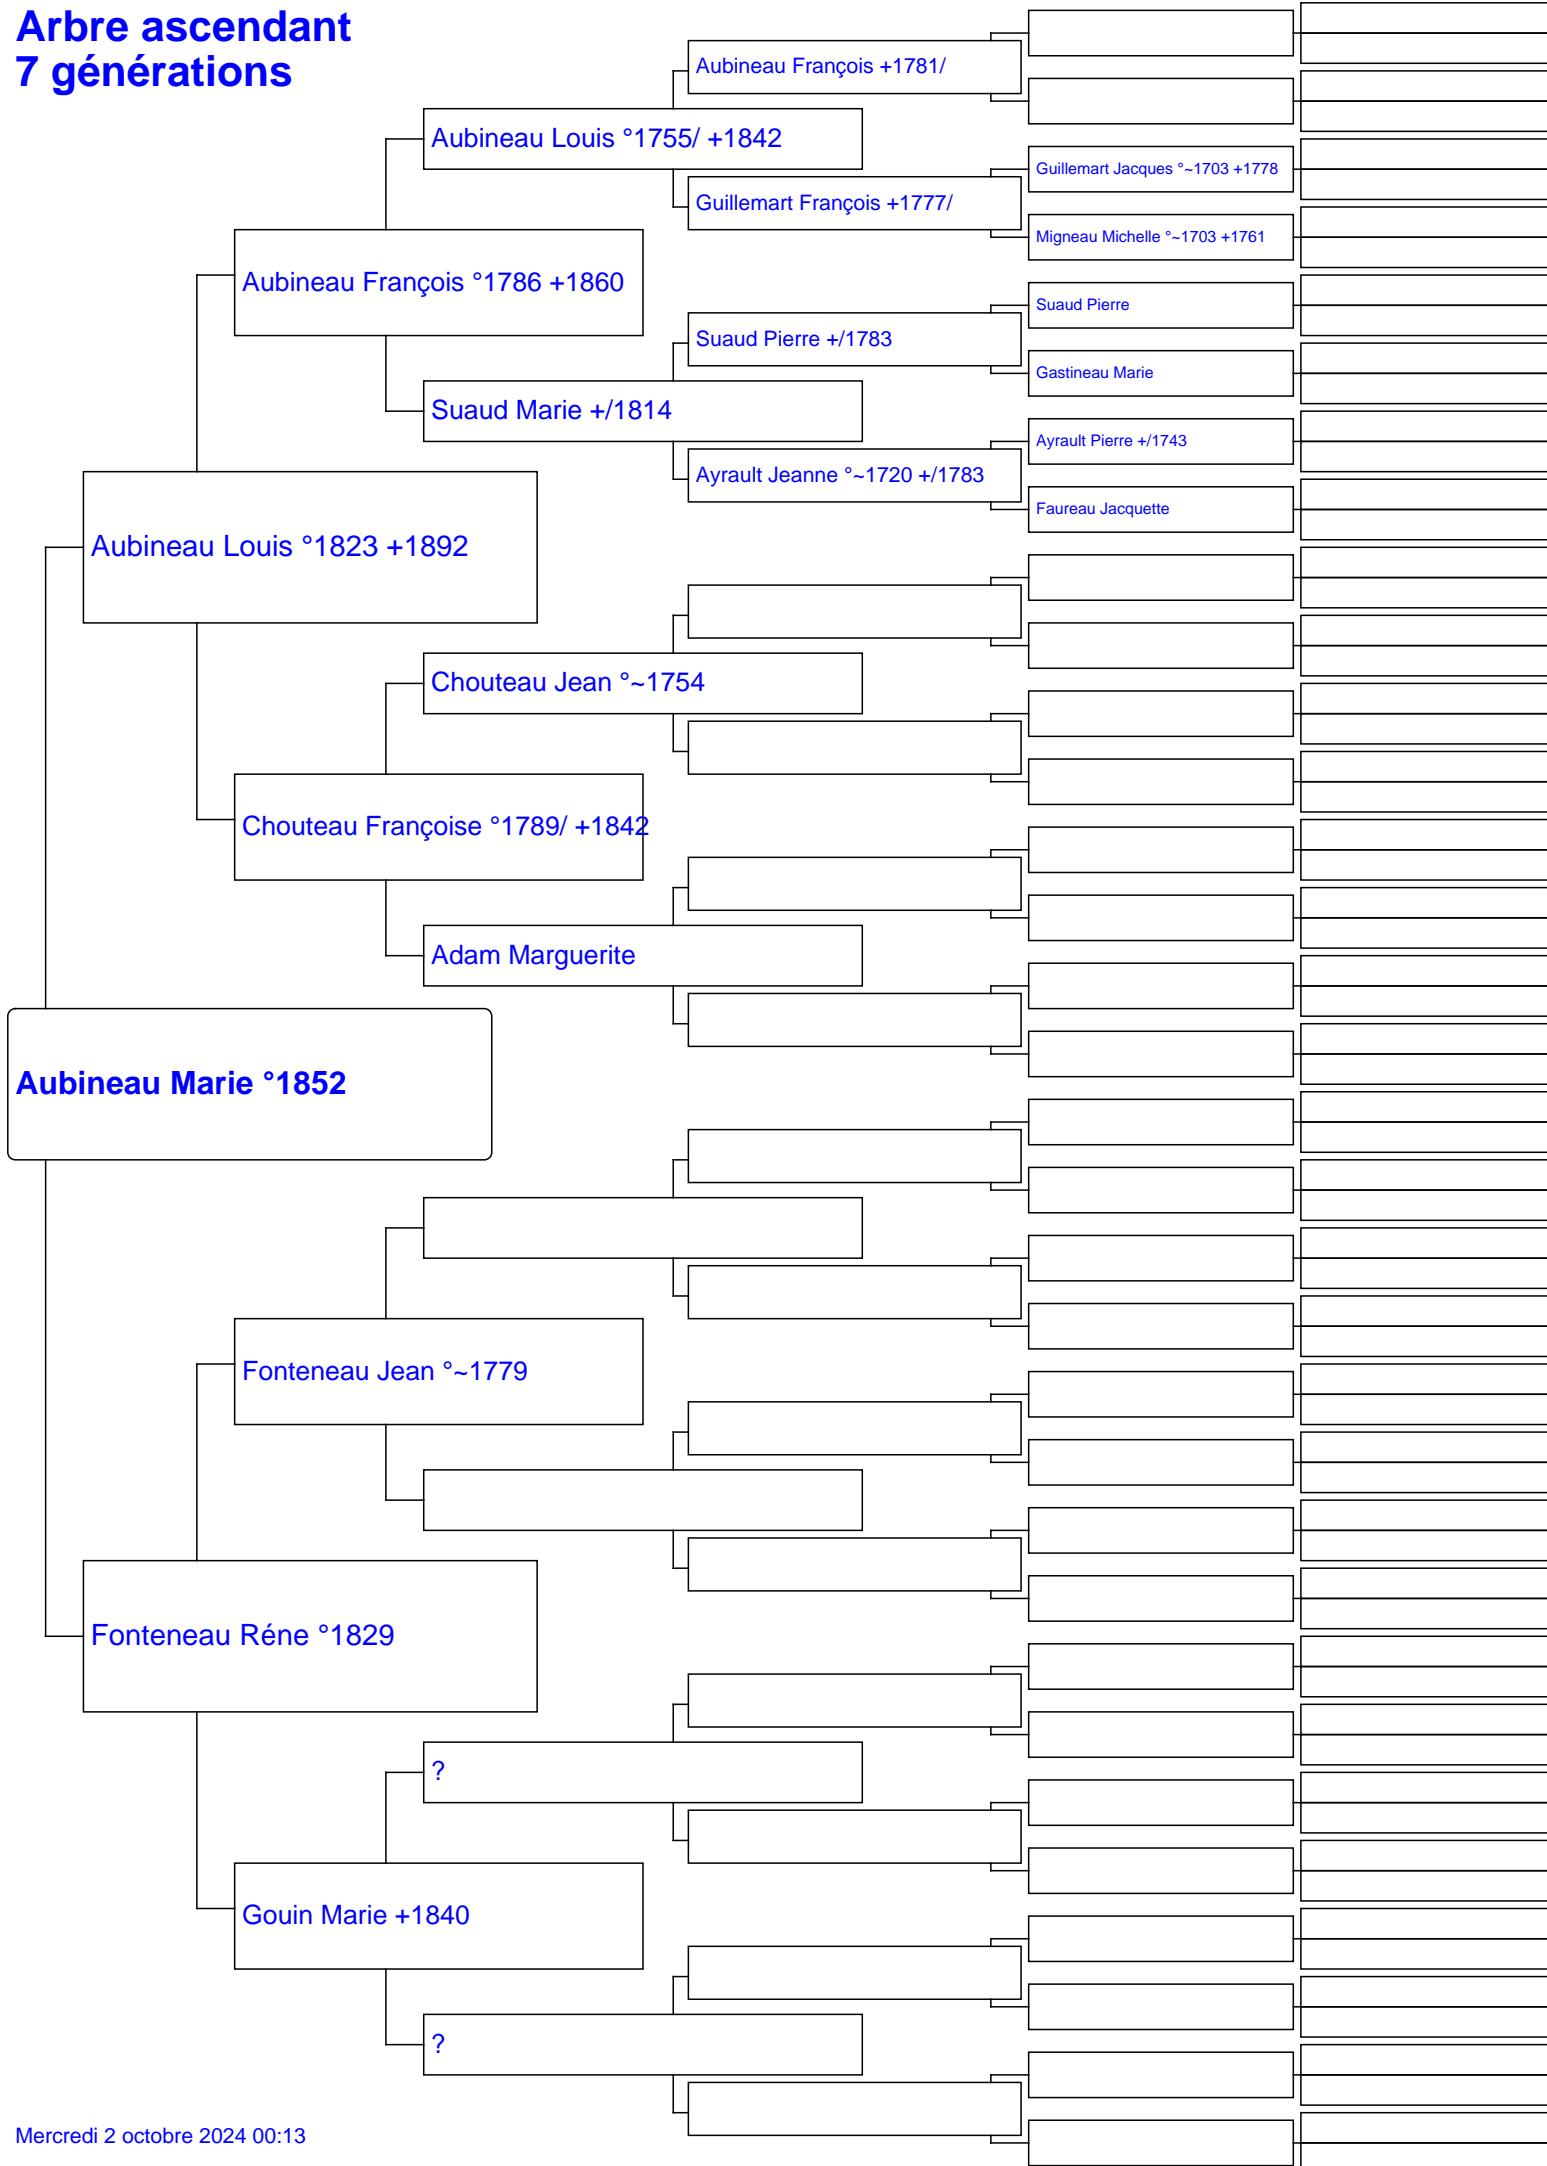 Arbre ascendant
7 générations
Aubineau François +1781/
Aubineau Louis °1755/ +1842
Guillemart Jacques °~1703 +1778
Guillemart François +1777/
Migneau Michelle °~1703 +1761
Aubineau François °1786 +1860
Suaud Pierre
Suaud Pierre +/1783
Gastineau Marie
Suaud Marie +/1814
Ayrault Pierre +/1743
Ayrault Jeanne °~1720 +/1783
Faureau Jacquette
Aubineau Louis °1823 +1892
Chouteau Jean °~1754
Chouteau Françoise °1789/ +1842
Adam Marguerite
Aubineau Marie °1852
Fonteneau Jean °~1779
Fonteneau Réne °1829
?
Gouin Marie +1840
?
Mercredi 2 octobre 2024 00:13